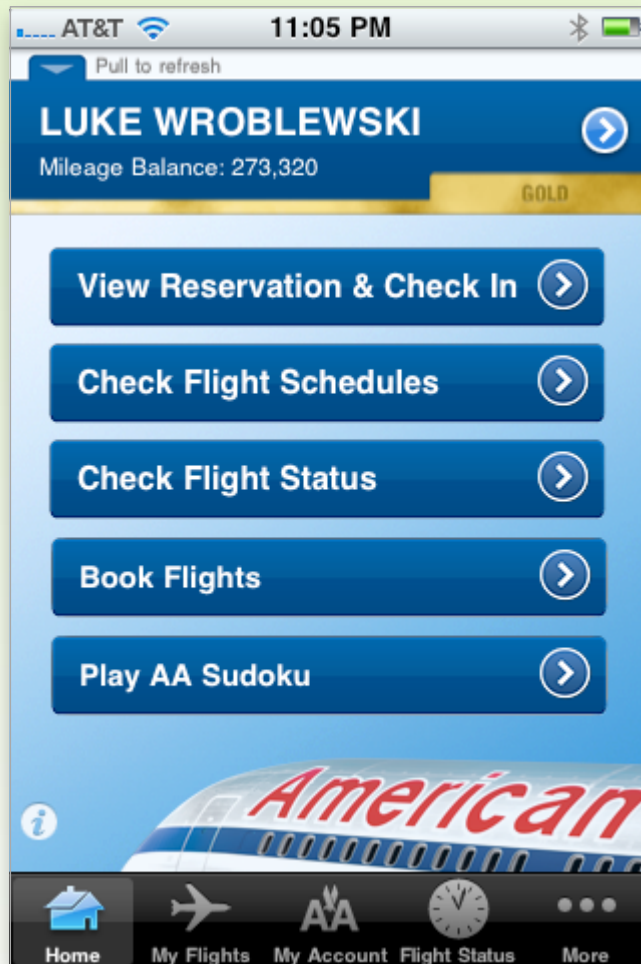 AT&T 11:05 PM
Pull to refresh
LUKE WROBLEWSKI
Mileage Balance: 273,320
GOLD
View Reservation & Check In
Check Flight Schedules
Check Flight Status
Book Flights
Play AA Sudoku
American
i
AA
Home My Flights My Account Flight Status More